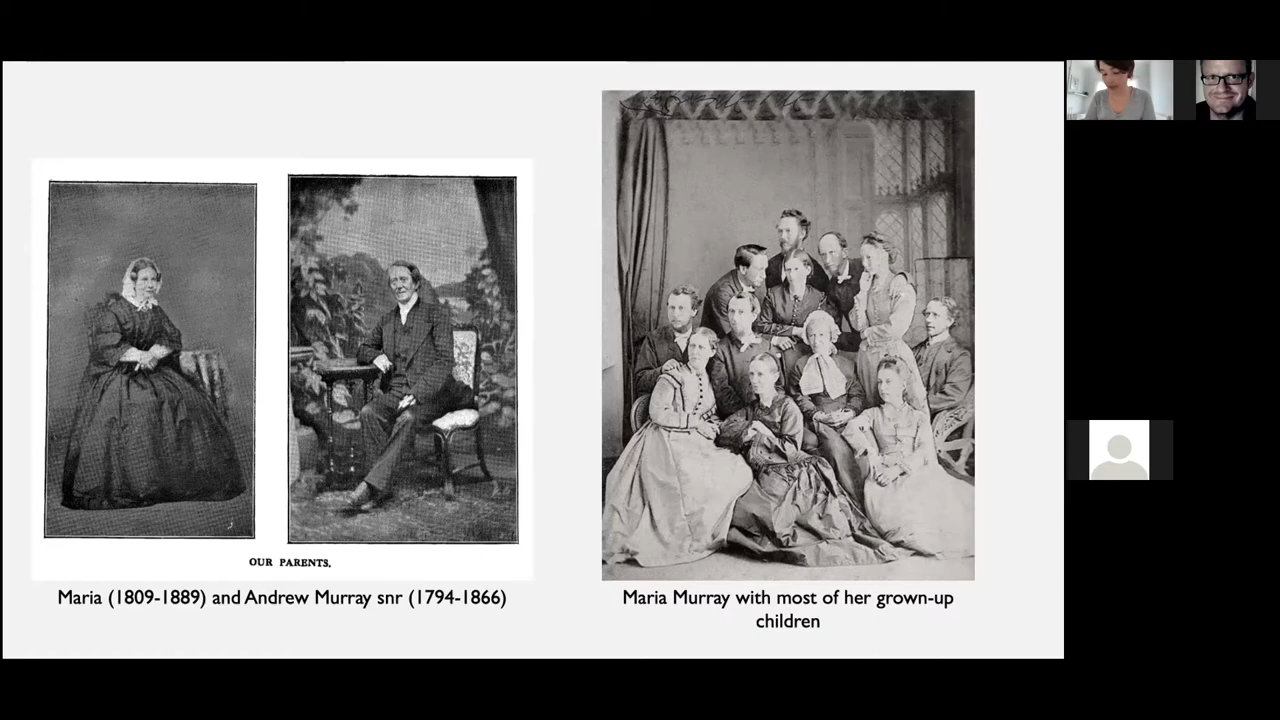 OUR PARENTS.
Maria (1809-1889) and Andrew Murray snr (1794-1866)
Maria Murray with most of her grown-up
children